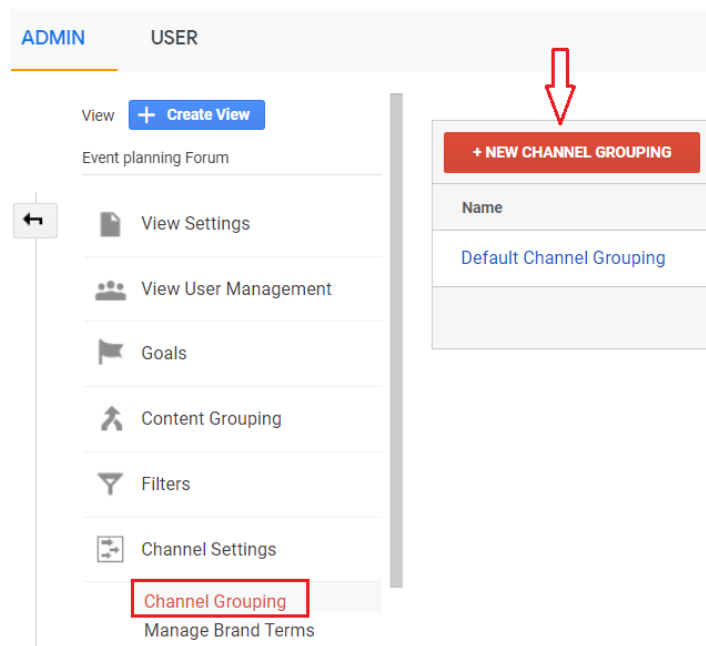 ADMIN USER
View + Create View
Event planning Forum
View Settings
View User Management
Goals
Content Grouping
Filters
Channel Settings
Channel Grouping
Manage Brand Terms
+ NEW CHANNEL GROUPING
Name
Default Channel Grouping